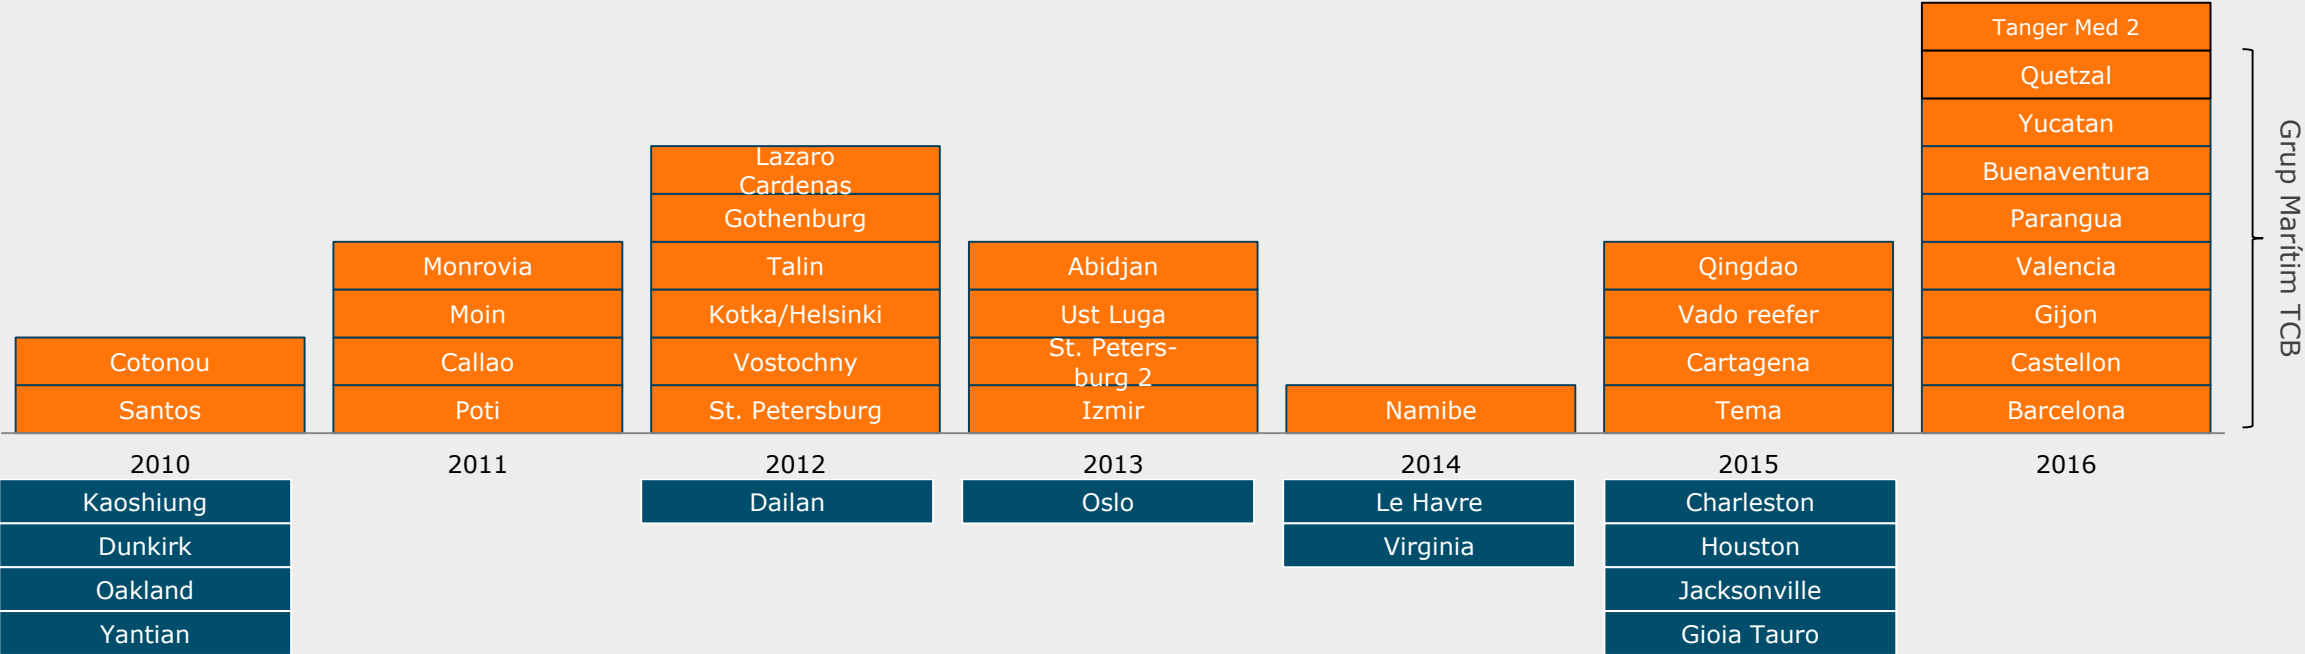 Tanger Med 2
Quetzal
Yucatan
Buenaventura
Parangua
Valencia
Gijon
Castellon
Barcelona
Grup Marítim TCB
Lazaro
Cardenas
Gothenburg
Talin
Kotka/Helsinki
Vostochny
St. Petersburg
Monrovia
Moin
Callao
Poti
Abidjan
Ust Luga
St. Peters-
burg 2
Izmir
Qingdao
Vado reefer
Cartagena
Tema
Cotonou
Santos
Namibe
2010 2011 2012 2013 2014 2015 2016
Kaoshiung
Dunkirk
Oakland
Yantian
Dailan
Oslo
Le Havre
Virginia
Charleston
Houston
Jacksonville
Gioia Tauro